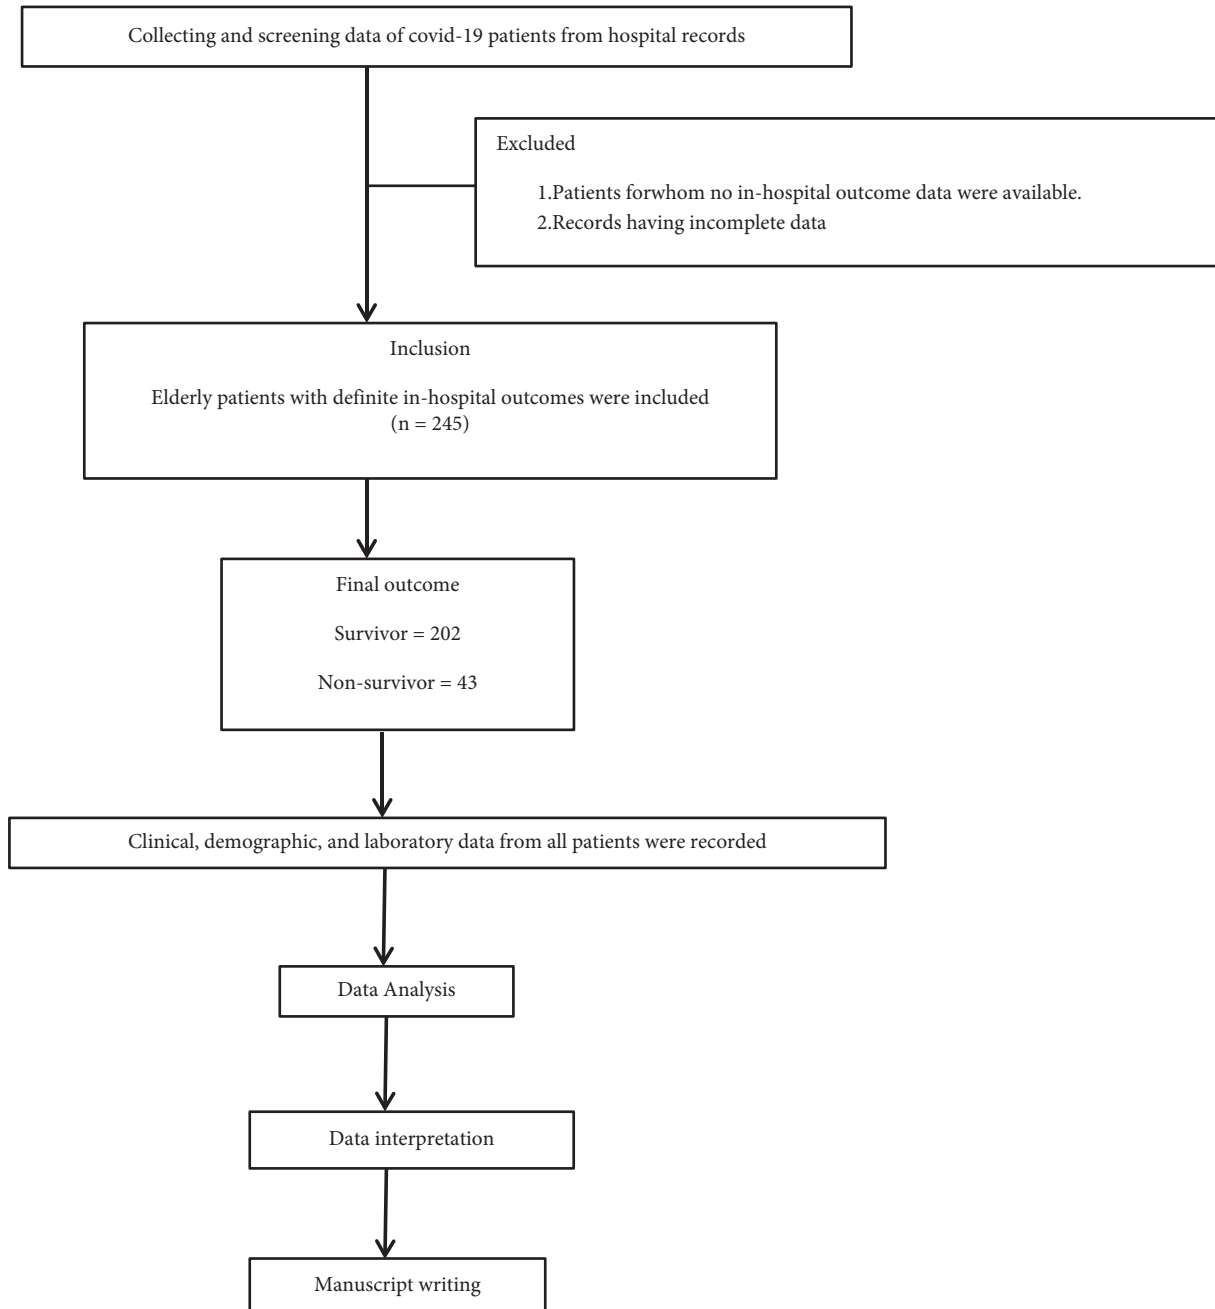 Collecting and screening data of covid-19 patients from hospital records
Excluded
1.Patients forwhom no in-hospital outcome data were available.
2.Records having incomplete data
Inclusion
Elderly patients with definite in-hospital outcomes were included
(n = 245)
Final outcome
Survivor = 202
Non-survivor = 43
Clinical, demographic, and laboratory data from all patients were recorded
Data Analysis
Data interpretation
Manuscript writing